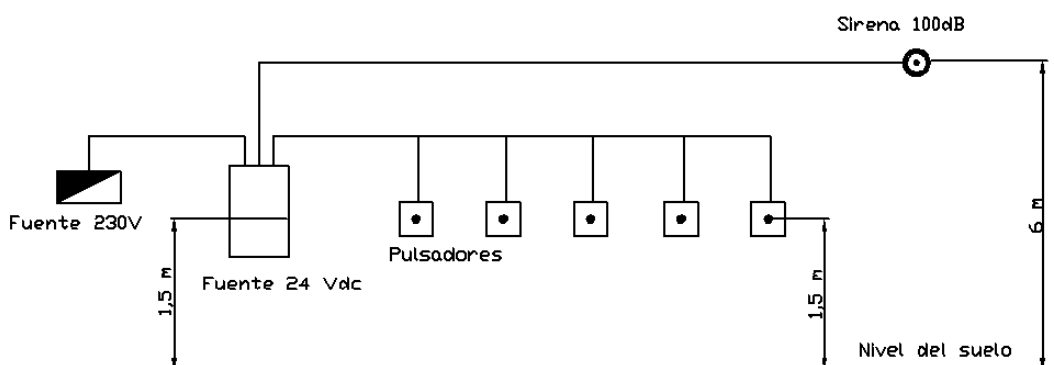 Sirena 100dB
Fuente 230V
Pulsadores
Fuente 24 Vdc
1,5 m
1,5 m
6 m
Nivel del suelo